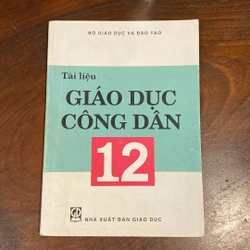 BỘ GIÁO DỤC VÀ ĐÀO TẠO
Tài liệu
GIÁO DỤC
CÔNG DÂN
12
NHÀ XUẤT BẢN GIÁO DỤC